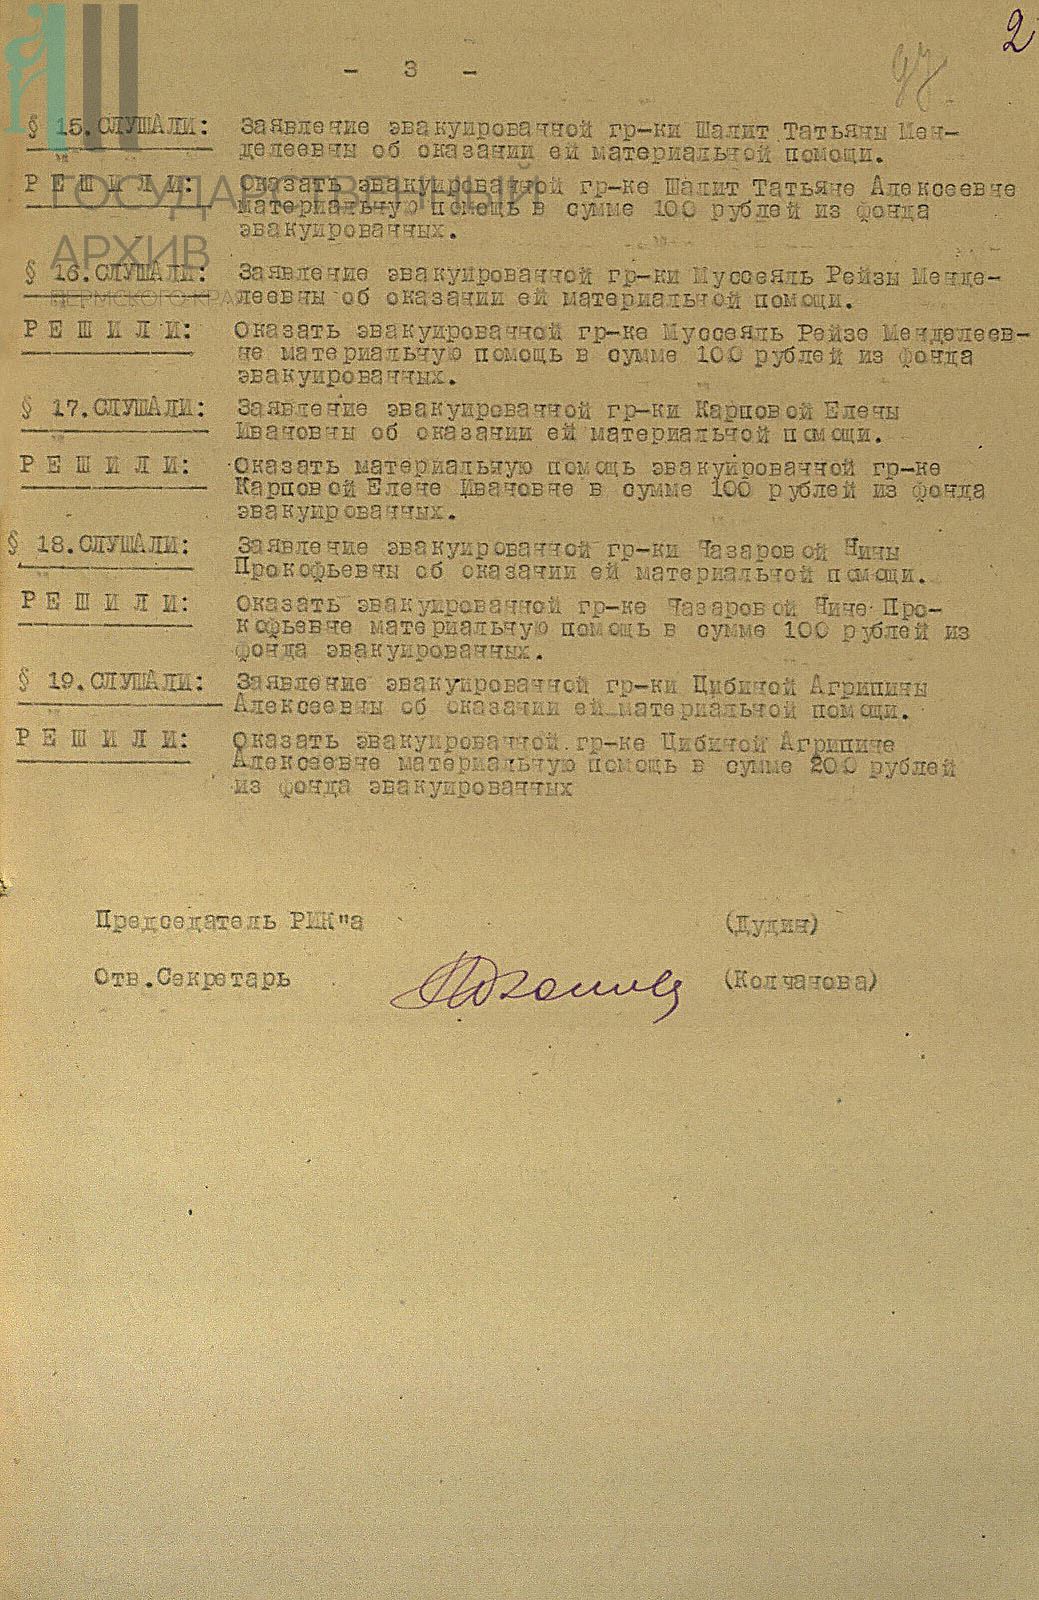 2
97
- 3 -
§ 15. СЛУШАЛИ: Заявление эвакуированной гр-ки Шалит Татьяны Мен-
делеевны об оказании ей материальной помощи.
РЕШИЛИ: Оказать эвакуированной гр-ке Шалит Татьяне Алексеевне
материальную помощь в сумме 100 рублей из фонда
эвакуированных.
§ 16. СЛУШАЛИ: Заявление эвакуированной гр-ки Муссеяль Рейзы Менде-
леевны об оказании ей материальной помощи.
РЕШИЛИ: Оказать эвакуированной гр-ке Муссеяль Рейзе Менделеев-
не материальную помощь в сумме 100 рублей из фонда
эвакуированных.
§ 17. СЛУШАЛИ: Заявление эвакуированной гр-ки Карповой Елены
Ивановны об оказании ей материальной помощи.
РЕШИЛИ: Оказать материальную помощь эвакуированной гр-ке
Карповой Елене Ивановне в сумме 100 рублей из фонда
эвакуированных.
§ 18. СЛУШАЛИ: Заявление эвакуированной гр-ки Назаровой Нины
Прокофьевны об оказании ей материальной помощи.
РЕШИЛИ: Оказать эвакуированной гр-ке Назаровой Нине Про-
кофьевне материальную помощь в сумме 100 рублей из
фонда эвакуированных.
§ 19. СЛУШАЛИ: Заявление эвакуированной гр-ки Цибиной Агрипины
Алексеевны об оказании ей материальной помощи.
РЕШИЛИ: Оказать эвакуированной гр-ке Цибиной Агрипине
Алексеевне материальную помощь в сумме 200 рублей
из фонда эвакуированных
Председатель РИК"а (Дудин)
Отв.Секретарь (Колчанова)
ГОСУДАРСТВЕННЫЙ
АРХИВ
ПЕРМСКОГО КРАЯ